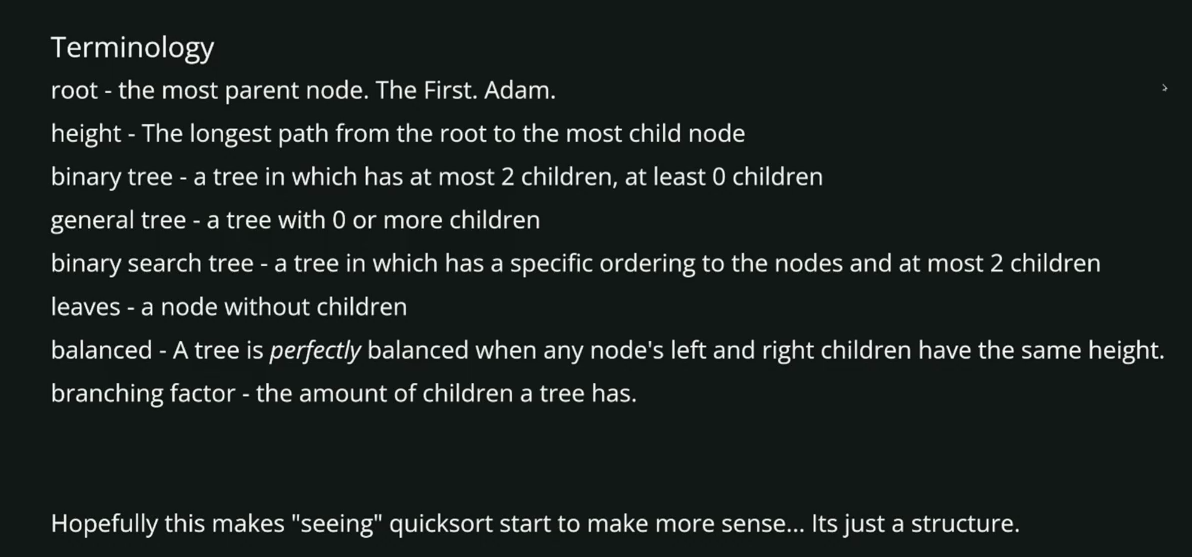 Terminology
root - the most parent node. The First. Adam.
height - The longest path from the root to the most child node
binary tree - a tree in which has at most 2 children, at least 0 children
general tree - a tree with 0 or more children
binary search tree - a tree in which has a specific ordering to the nodes and at most 2 children
leaves - a node without children
balanced - A tree is perfectly balanced when any node's left and right children have the same height.
branching factor - the amount of children a tree has.
Hopefully this makes "seeing" quicksort start to make more sense... Its just a structure.